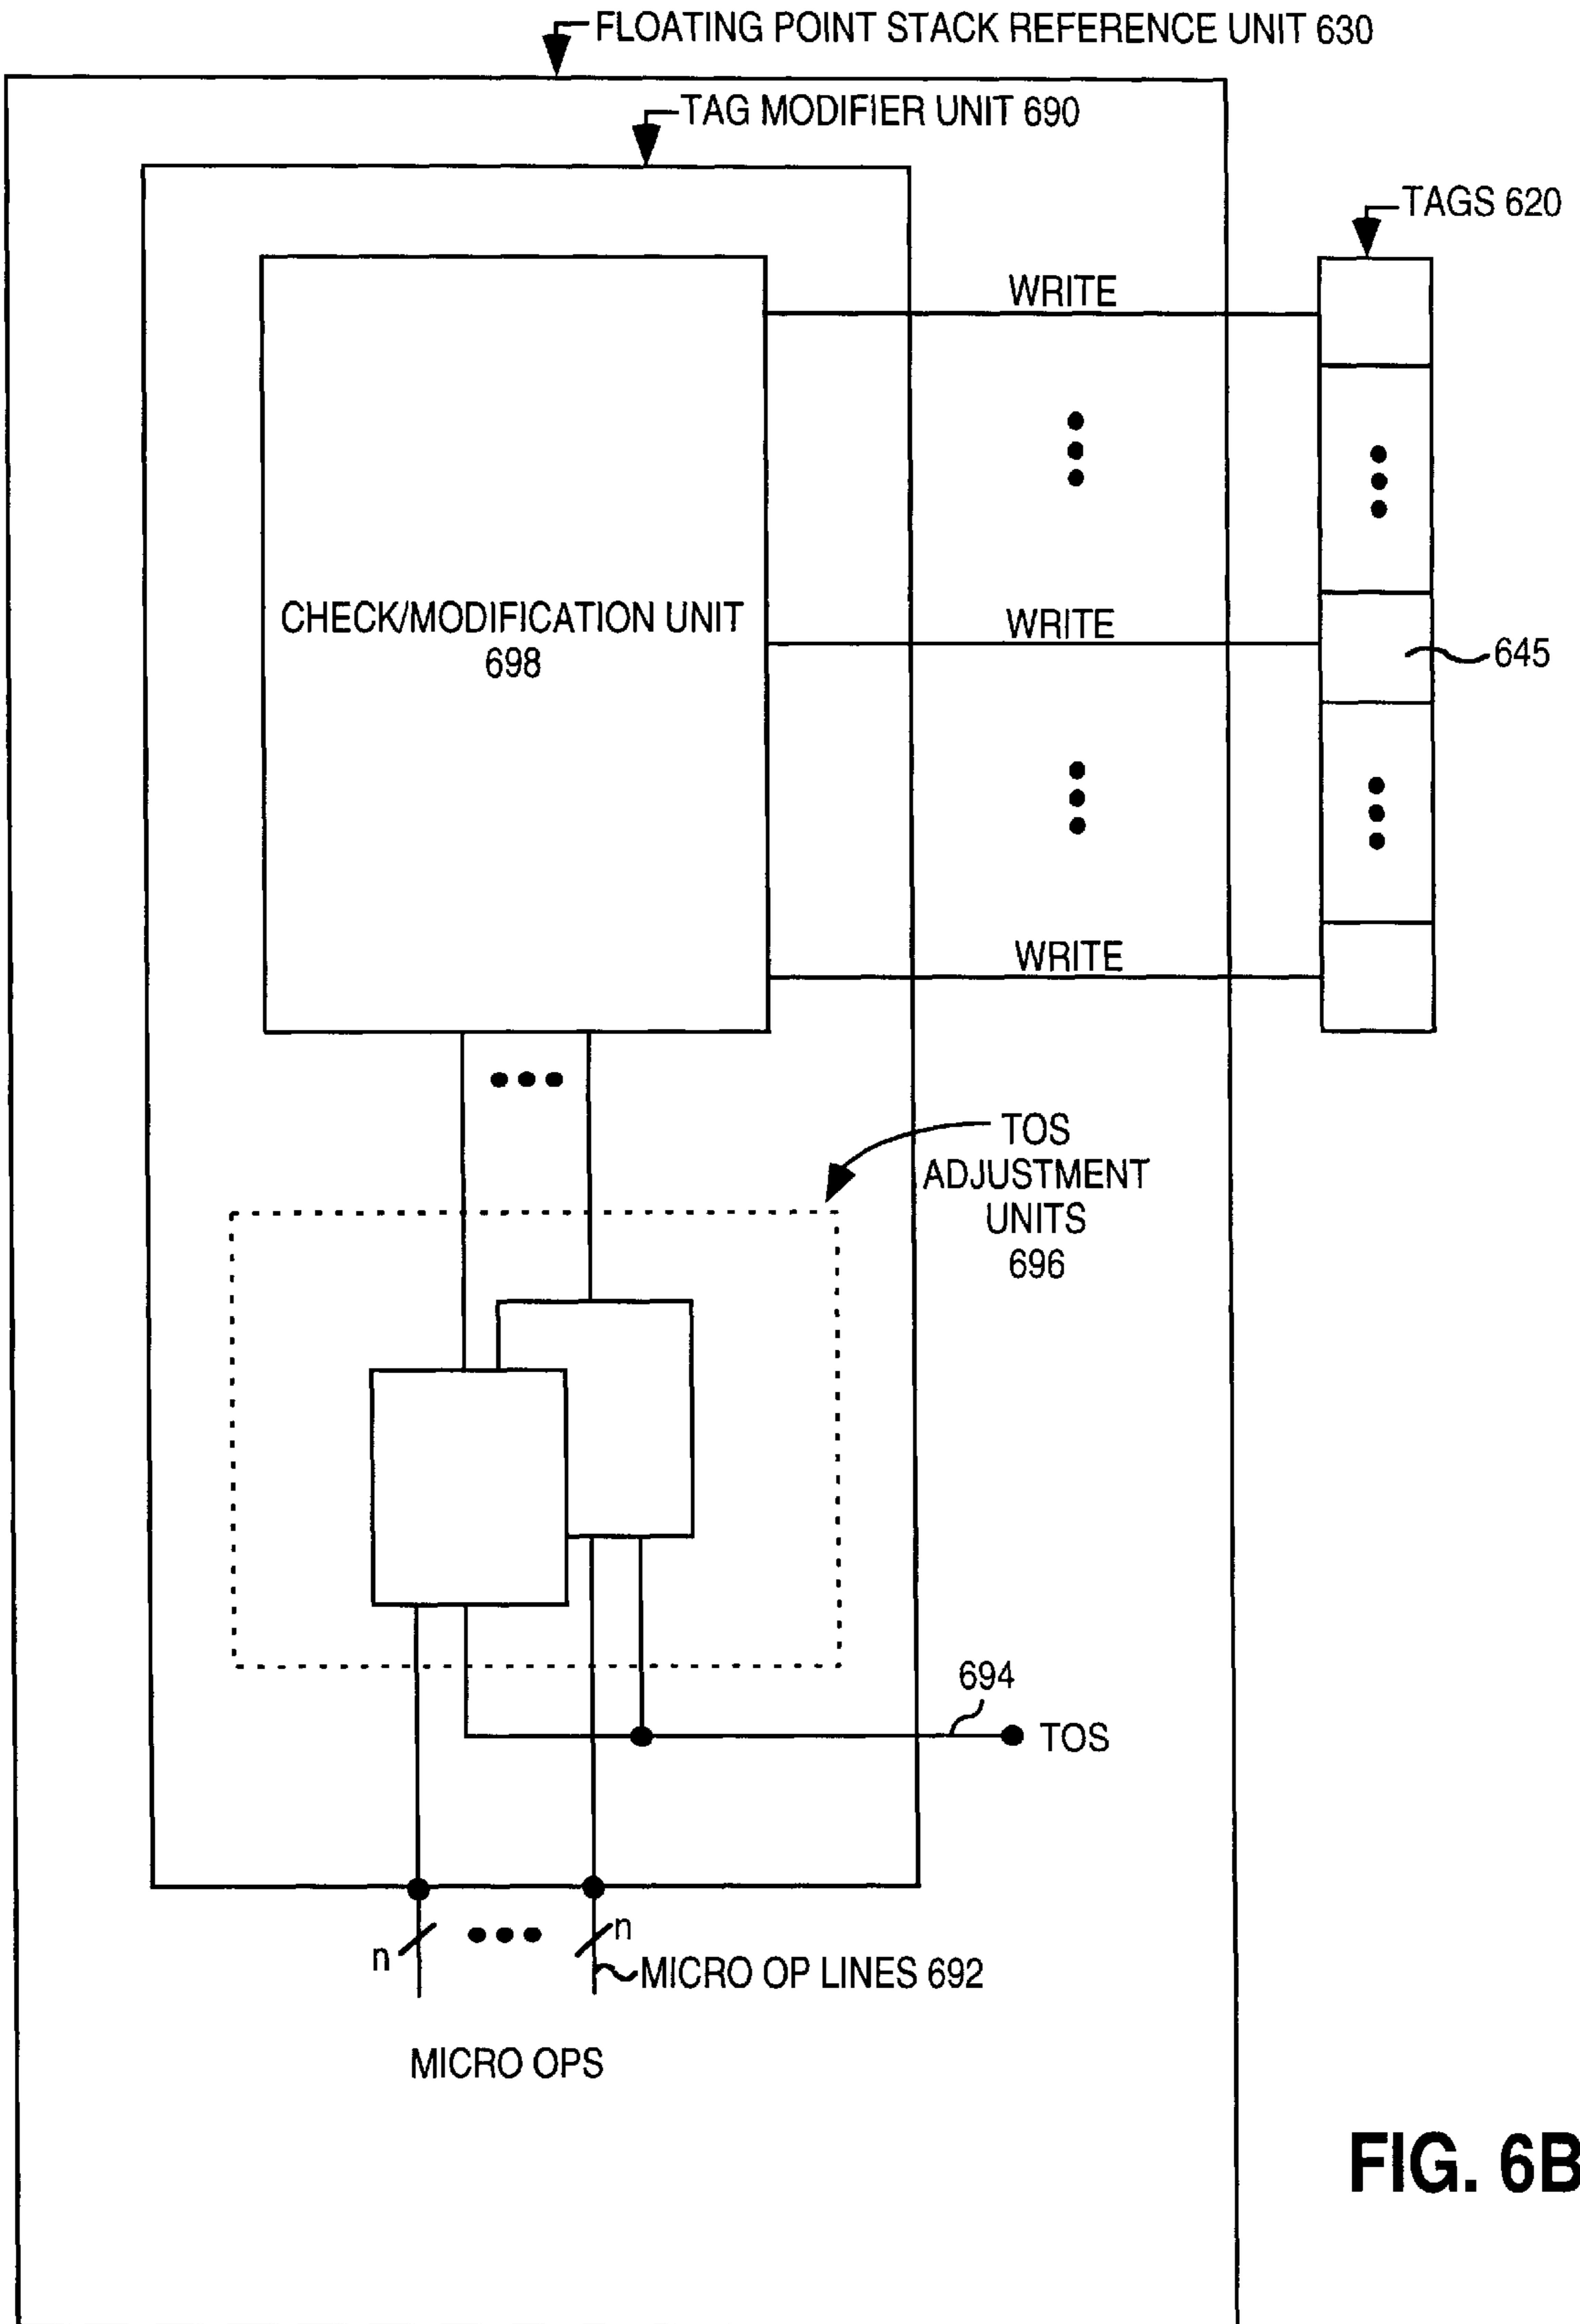 FLOATING POINT STACK REFERENCE UNIT 630
TAG MODIFIER UNIT 690
TAGS 620
WRITE
CHECK/MODIFICATION UNIT
698
WRITE
645
WRITE
TOS
ADJUSTMENT
UNITS
696
694
TOS
n
n
MICRO OP LINES 692
MICRO OPS
FIG. 6B